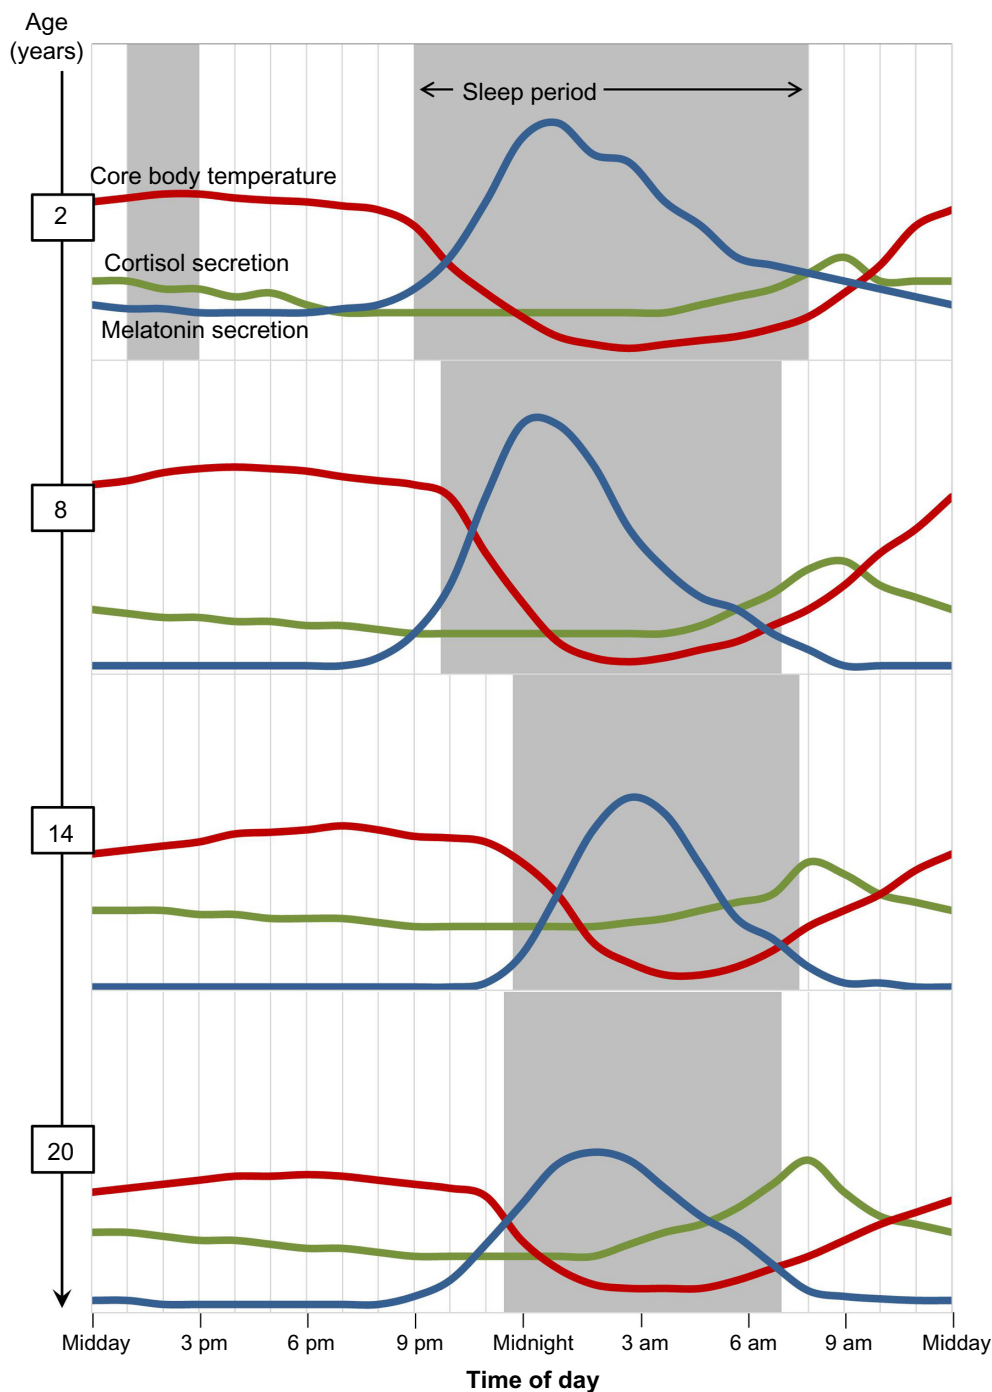 Age
(years)
Sleep period
Core body temperature
2
Cortisol secretion
Melatonin secretion
8
14
20
Midday 3 pm 6 pm 9 pm Midnight 3 am 6 am 9 am Midday
Time of day